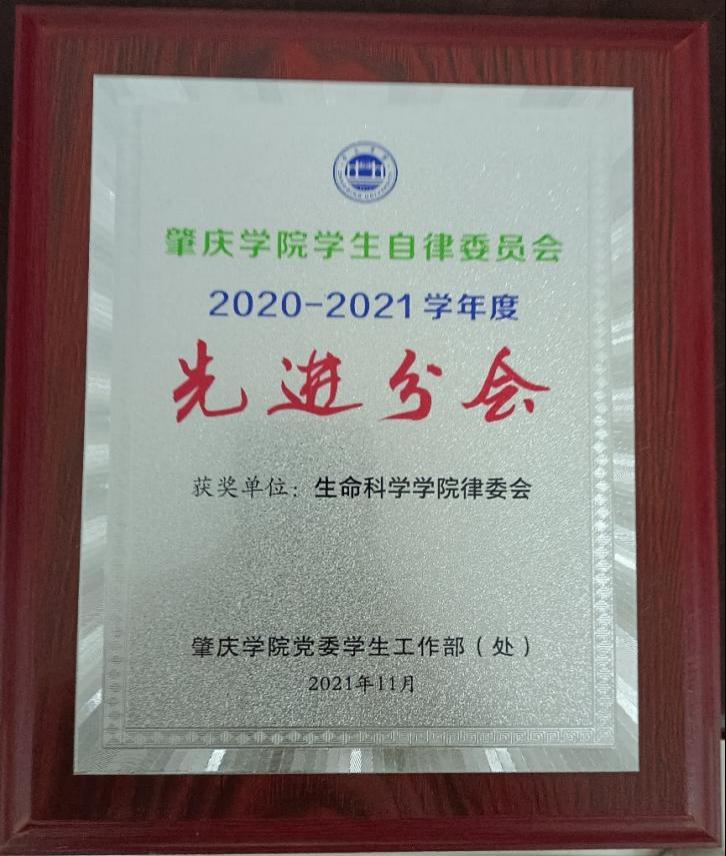 肇庆学院学生自律委员会
2020-2021学年度
先进分会
获奖单位：生命科学学院律委会
肇庆学院党委学生工作部（处）
2021年11月